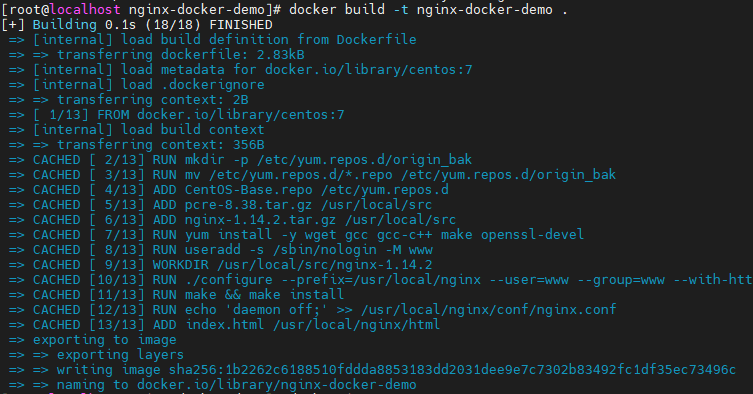 [root@localhost nginx-docker-demo]# docker build -t nginx-docker-demo .
[+] Building 0.1s (18/18) FINISHED
=> [internal] load build definition from Dockerfile
=> => transferring dockerfile: 2.83kB
=> [internal] load metadata for docker.io/library/centos:7
=> [internal] load .dockerignore
=> => transferring context: 2B
=> [ 1/13] FROM docker.io/library/centos:7
=> [internal] load build context
=> => transferring context: 356B
=> CACHED [ 2/13] RUN mkdir -p /etc/yum.repos.d/origin_bak
=> CACHED [ 3/13] RUN mv /etc/yum.repos.d/*.repo /etc/yum.repos.d/origin_bak
=> CACHED [ 4/13] ADD CentOS-Base.repo /etc/yum.repos.d
=> CACHED [ 5/13] ADD pcre-8.38.tar.gz /usr/local/src
=> CACHED [ 6/13] ADD nginx-1.14.2.tar.gz /usr/local/src
=> CACHED [ 7/13] RUN yum install -y wget gcc gcc-c++ make openssl-devel
=> CACHED [ 8/13] RUN useradd -s /sbin/nologin -M www
=> CACHED [ 9/13] WORKDIR /usr/local/src/nginx-1.14.2
=> CACHED [10/13] RUN ./configure --prefix=/usr/local/nginx --user=www --group=www --with-htt
=> CACHED [11/13] RUN make && make install
=> CACHED [12/13] RUN echo 'daemon off;' >> /usr/local/nginx/conf/nginx.conf
=> CACHED [13/13] ADD index.html /usr/local/nginx/html
=> exporting to image
=> => exporting layers
=> => writing image sha256:1b2262c6188510fddda8853183dd2031dee9e7c7302b83492fc1df35ec73496c
=> => naming to docker.io/library/nginx-docker-demo